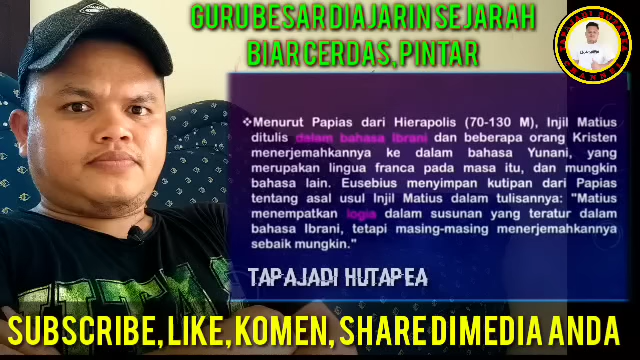 GURU BESAR DIAJARIN SEJARAH
BIAR CERDAS, PINTAR
❖Menurut Papias dari Hierapolis (70-130 M), Injil Matius
ditulis dalam bahasa Ibrani dan beberapa orang Kristen
menerjemahkannya ke dalam bahasa Yunani, yang
merupakan lingua franca pada masa itu, dan mungkin
bahasa lain. Eusebius menyimpan kutipan dari Papias
tentang asal usul Injil Matius dalam tulisannya: "Matius
menempatkan logia dalam susunan yang teratur dalam
bahasa Ibrani, tetapi masing-masing menerjemahkannya
sebaik mungkin."
TAPAJADI HUTAPEA
SUBSCRIBE, LIKE, KOMEN, SHARE DIMEDIA ANDA